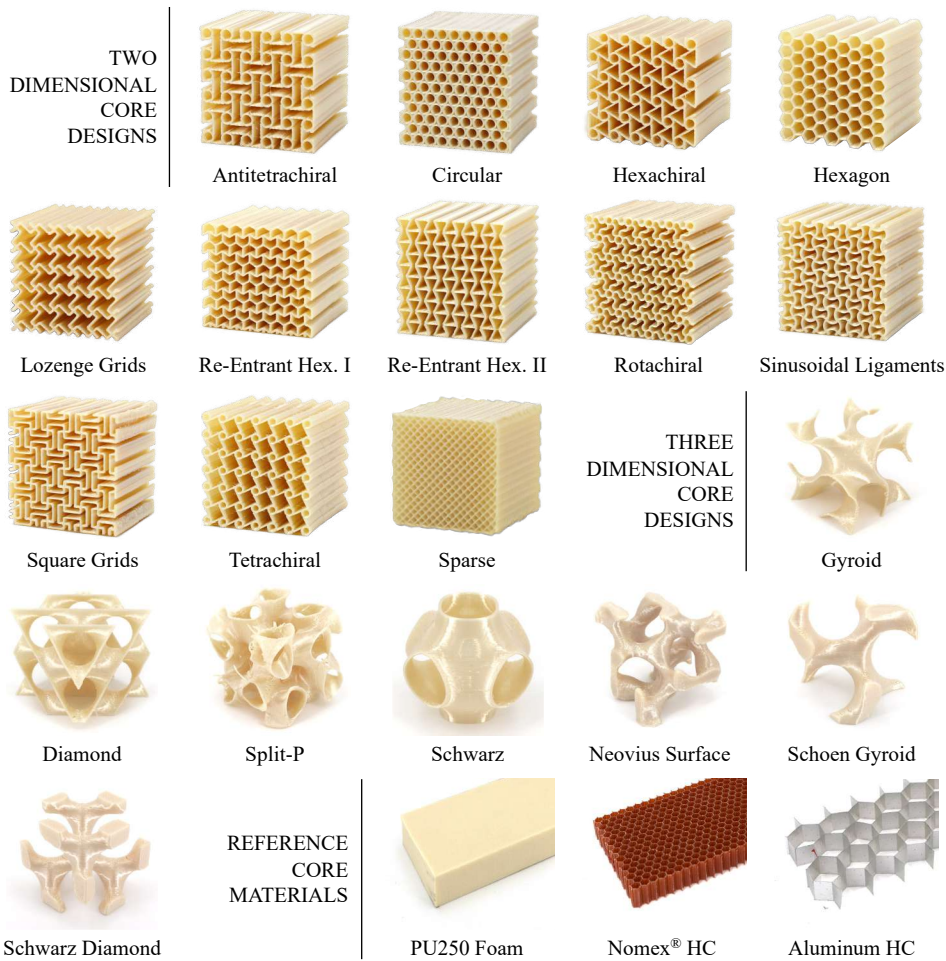 TWO
DIMENSIONAL
CORE
DESIGNS
Antitetrachiral
Circular
Hexachiral
Hexagon
Lozenge Grids
Re-Entrant Hex. I
Re-Entrant Hex. II
Rotachiral
Sinusoidal Ligaments
THREE
DIMENSIONAL
CORE
DESIGNS
Square Grids
Tetrachiral
Sparse
Gyroid
Diamond
Split-P
Schwarz
Neovius Surface
Schoen Gyroid
REFERENCE
CORE
MATERIALS
Schwarz Diamond
PU250 Foam
Nomex® HC
Aluminum HC